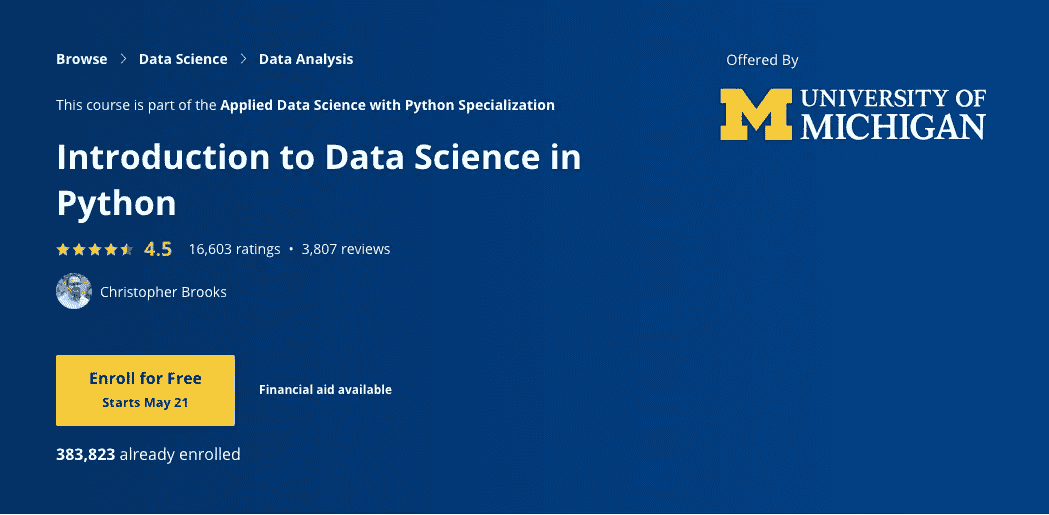 Browse > Data Science > Data Analysis
Offered By
UNIVERSITY OF
MICHIGAN
This course is part of the Applied Data Science with Python Specialization
Introduction to Data Science in
Python
4.5 16,603 ratings • 3,807 reviews
Christopher Brooks
Enroll for Free
Starts May 21
Financial aid available
383,823 already enrolled